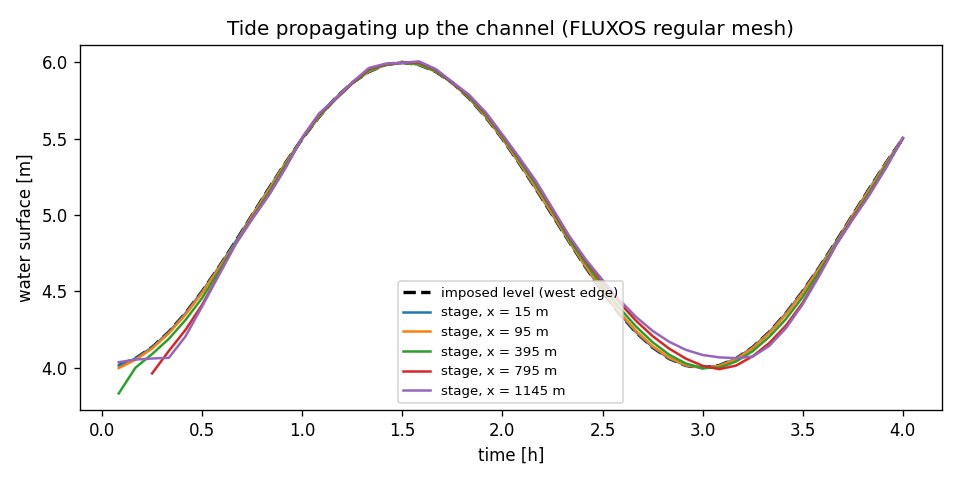 Tide propagating up the channel (FLUXOS regular mesh)
water surface [m]
6.0
5.5
5.0
4.5
4.0
imposed level (west edge)
stage, x = 15 m
stage, x = 95 m
stage, x = 395 m
stage, x = 795 m
stage, x = 1145 m
0.0 0.5 1.0 1.5 2.0 2.5 3.0 3.5 4.0
time [h]